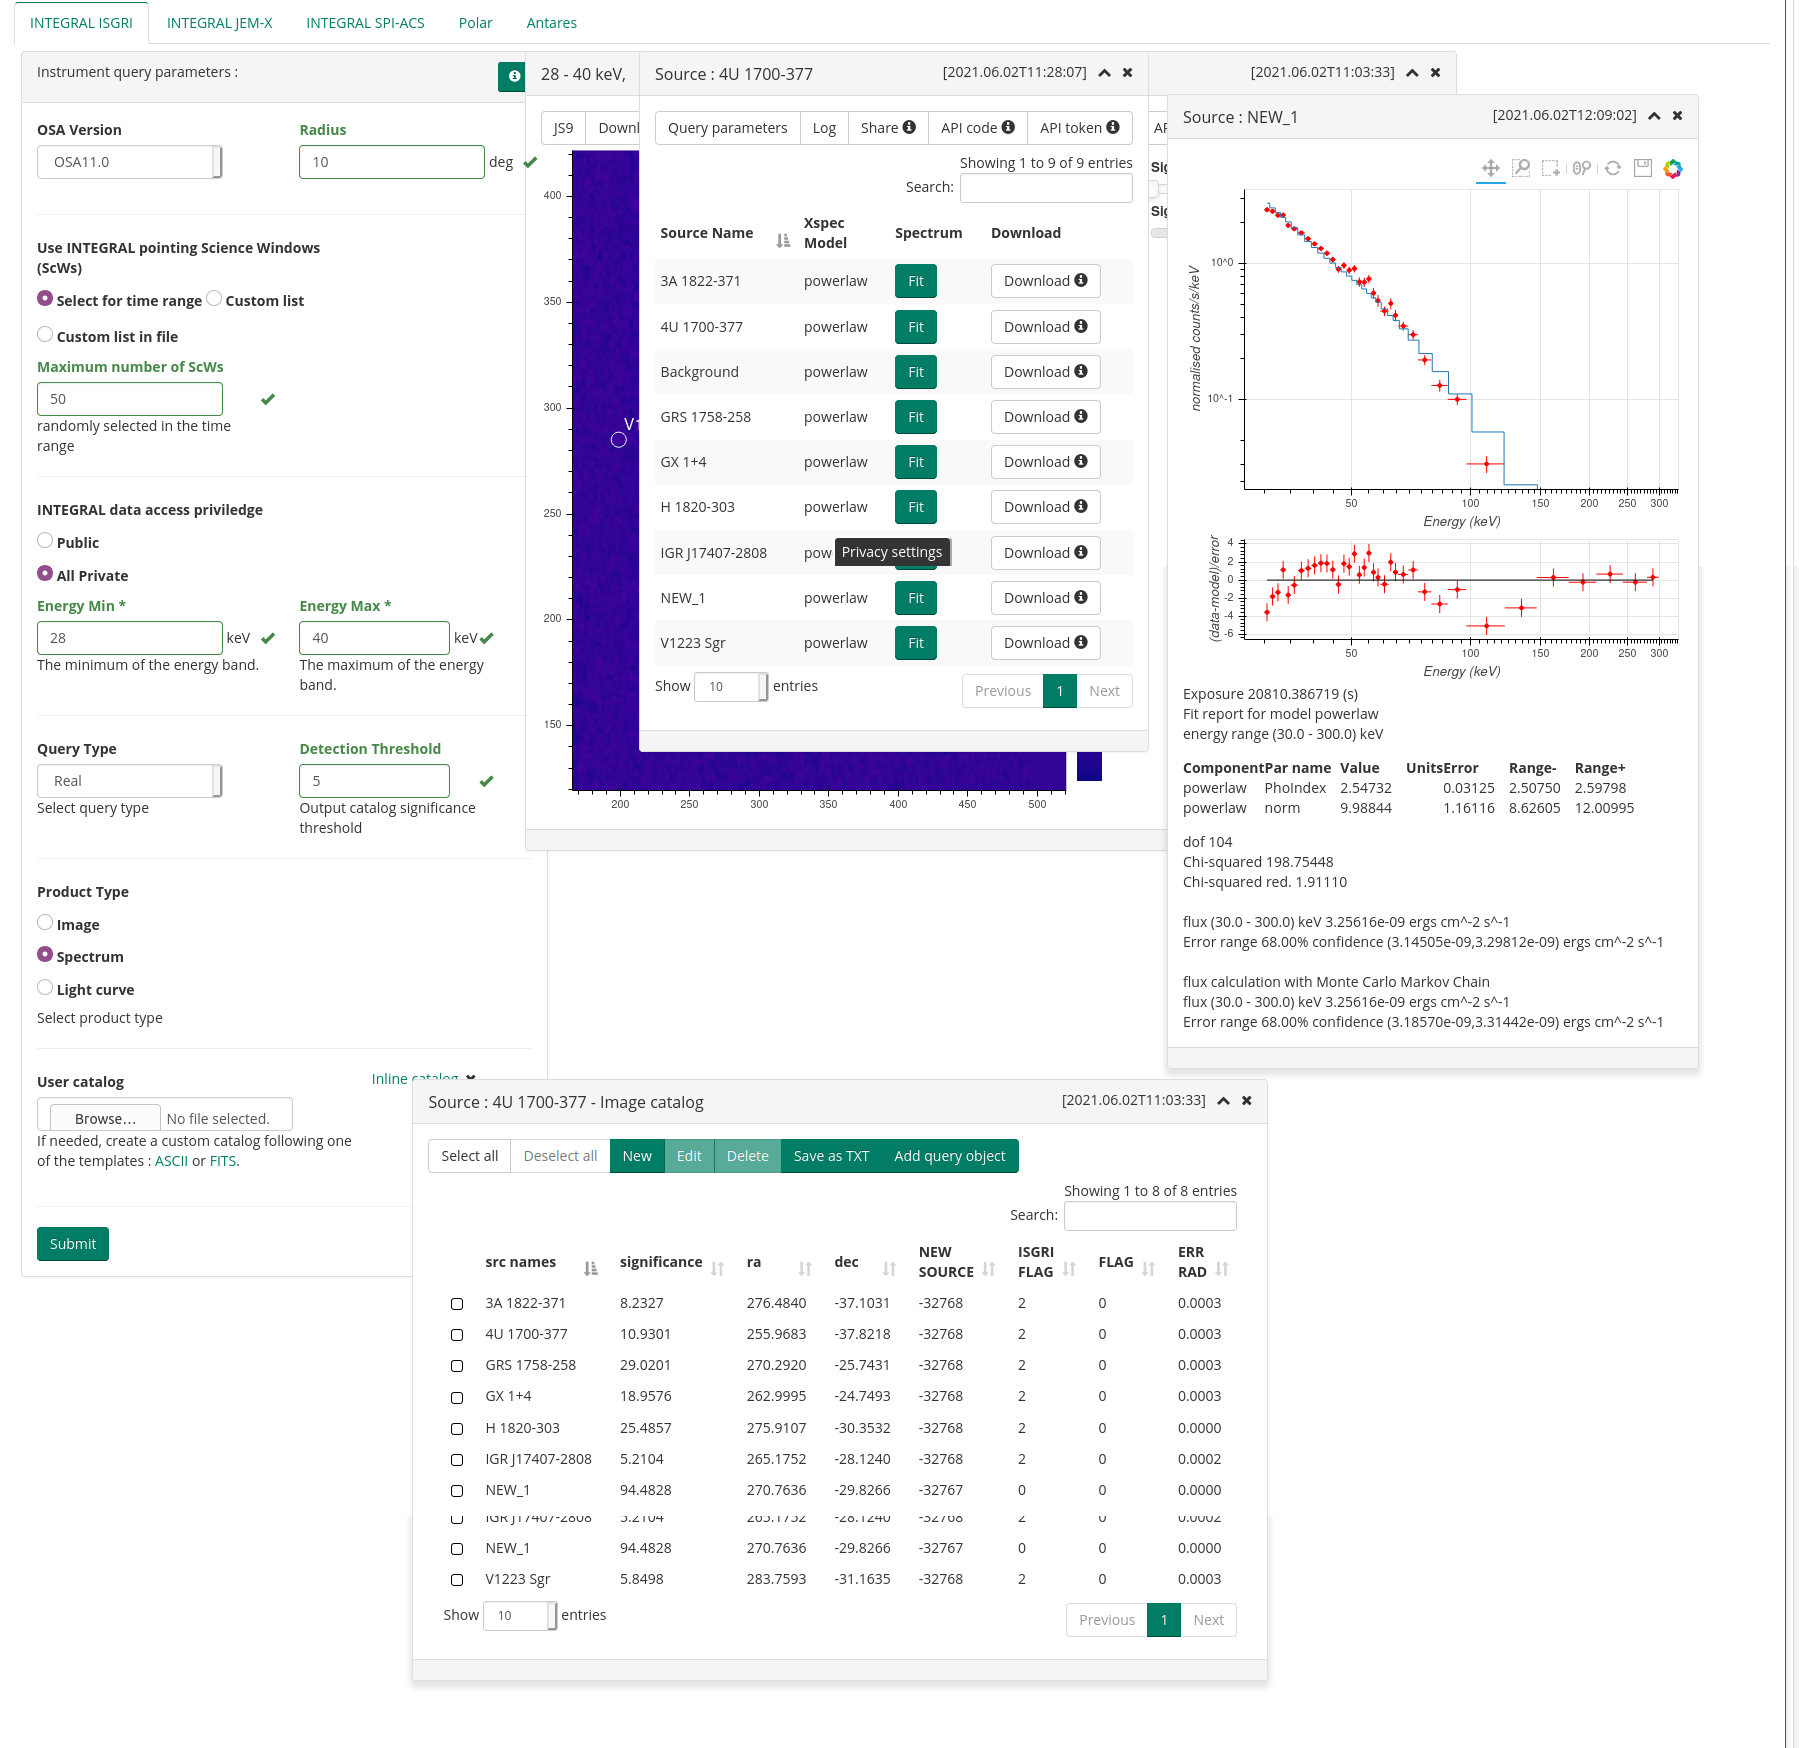 INTEGRAL ISGRI INTEGRAL JEM-X INTEGRAL SPI-ACS Polar Antares
Instrument query parameters :
OSA Version Radius
OSA11.0 10 deg
Use INTEGRAL pointing Science Windows
(ScWs)
Select for time range Custom list
Custom list in file
Maximum number of ScWs
50
randomly selected in the time
range
INTEGRAL data access priviledge
Public
All Private
Energy Min * Energy Max *
28 keV 40 keV
The minimum of the energy band. The maximum of the energy
band.
Query Type Detection Threshold
Real 5
Select query type Output catalog significance
threshold
Product Type
Image
Spectrum
Light curve
Select product type
User catalog Inline catalog
Browse... No file selected.
If needed, create a custom catalog following one
of the templates : ASCII or FITS.
Submit
28 - 40 keV, [2021.06.02T11:03:33]
JS9
400
350
300
250
200
150
200 250 300 350 400 450 500
Source : 4U 1700-377 [2021.06.02T11:28:07]
Query parameters Log Share API code API token
Showing 1 to 9 of 9 entries
Search:
Source Name Xspec Model Spectrum Download
3A 1822-371 powerlaw Fit Download
4U 1700-377 powerlaw Fit Download
Background powerlaw Fit Download
GRS 1758-258 powerlaw Fit Download
GX 1+4 powerlaw Fit Download
H 1820-303 powerlaw Fit Download
IGR J17407-2808 pow Privacy settings Download
NEW_1 powerlaw Fit Download
V1223 Sgr powerlaw Fit Download
Show 10 entries Previous 1 Next
Source : NEW_1 [2021.06.02T12:09:02]
normalised counts/s/keV
10^0
10^-1
50 100 150 200 250 300
Energy (keV)
(data-model)/error
4
2
0
-2
-4
-6
50 100 150 200 250 300
Energy (keV)
Exposure 20810.386719 (s)
Fit report for model powerlaw
energy range (30.0 - 300.0) keV
Component Par name Value Units Error Range- Range+
powerlaw PhoIndex 2.54732 0.03125 2.50750 2.59798
powerlaw norm 9.98844 1.16116 8.62605 12.00995
dof 104
Chi-squared 198.75448
Chi-squared red. 1.91110
flux (30.0 - 300.0) keV 3.25616e-09 ergs cm^-2 s^-1
Error range 68.00% confidence (3.14505e-09,3.29812e-09) ergs cm^-2 s^-1
flux calculation with Monte Carlo Markov Chain
flux (30.0 - 300.0) keV 3.25616e-09 ergs cm^-2 s^-1
Error range 68.00% confidence (3.18570e-09,3.31442e-09) ergs cm^-2 s^-1
Source : 4U 1700-377 - Image catalog [2021.06.02T11:03:33]
Select all Deselect all New Edit Delete Save as TXT Add query object
Showing 1 to 8 of 8 entries
Search:
src names significance ra dec NEW SOURCE ISGRI FLAG FLAG ERR RAD
3A 1822-371 8.2327 276.4840 -37.1031 -32768 2 0 0.0003
4U 1700-377 10.9301 255.9683 -37.8218 -32768 2 0 0.0003
GRS 1758-258 29.0201 270.2920 -25.7431 -32768 2 0 0.0003
GX 1+4 18.9576 262.9995 -24.7493 -32768 2 0 0.0003
H 1820-303 25.4857 275.9107 -30.3532 -32768 2 0 0.0000
IGR J17407-2808 5.2104 265.1752 -28.1240 -32768 2 0 0.0002
NEW_1 94.4828 270.7636 -29.8266 -32767 0 0 0.0000
IGR J17407-2808 5.2104 265.1752 -28.1240 -32768 2 0 0.0002
NEW_1 94.4828 270.7636 -29.8266 -32767 0 0 0.0000
V1223 Sgr 5.8498 283.7593 -31.1635 -32768 2 0 0.0003
Show 10 entries Previous 1 Next